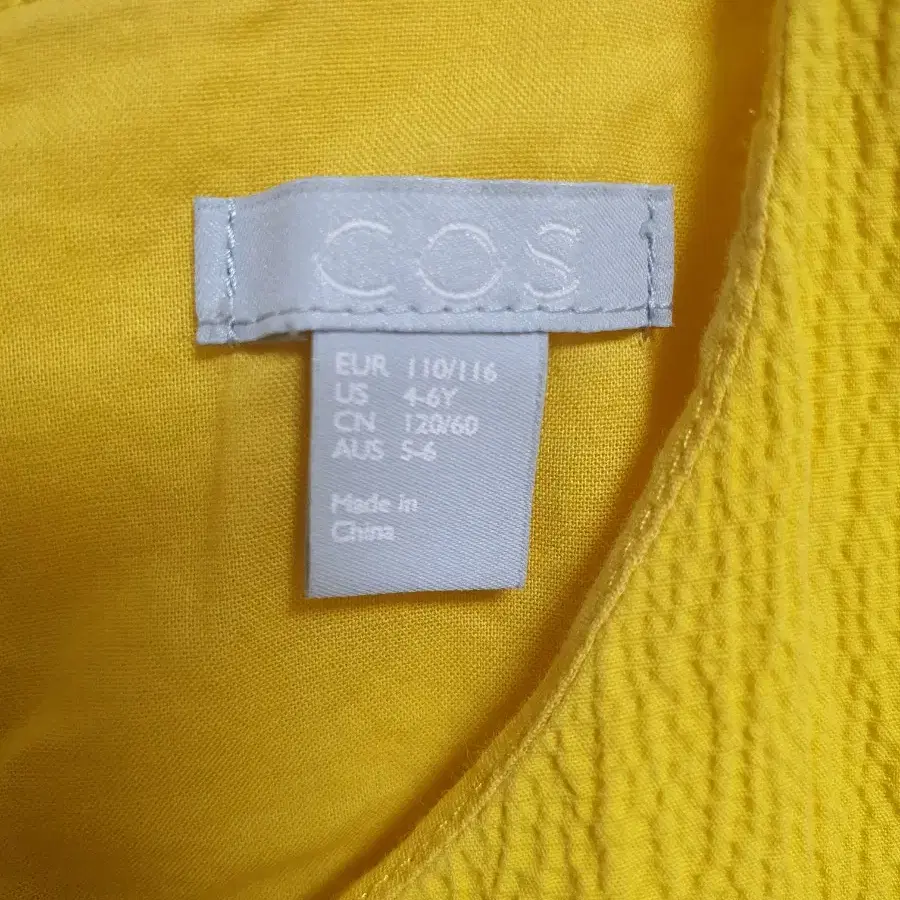 COS
EUR 110/116
US 4-6Y
CN 120/60
AUS 5-6
Made in
China